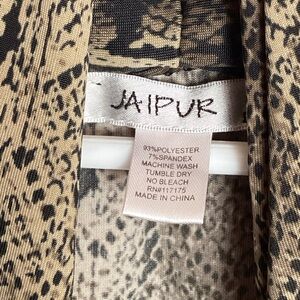 JAIPUR
93%POLYESTER
7%SPANDEX
MACHINE WASH
TUMBLE DRY
NO BLEACH
RN#117175
MADE IN CHINA